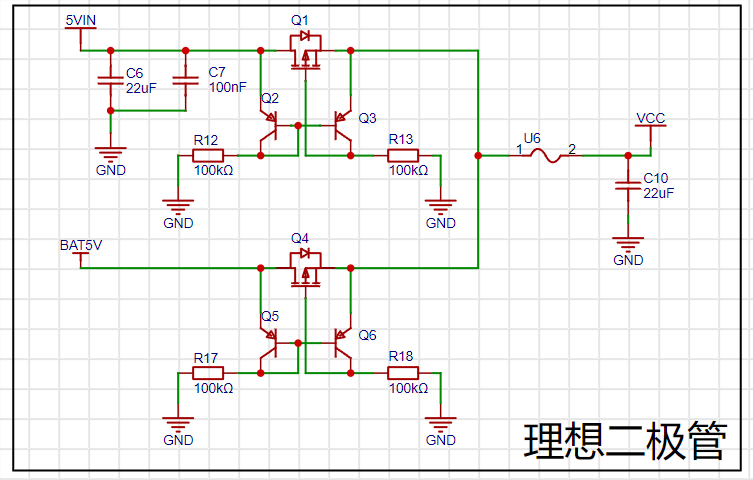 5VIN
Q1
C6
22uF
C7
100nF
Q2
Q3
R12
100kΩ
R13
100kΩ
GND
GND
GND
U6
1
2
VCC
C10
22uF
GND
BAT5V
Q4
Q5
Q6
R17
100kΩ
R18
100kΩ
GND
GND
理想二极管